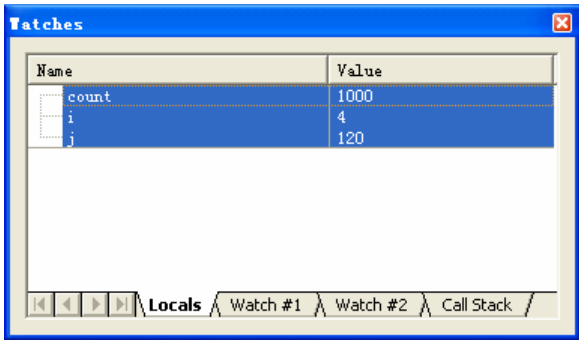 Watches
Name Value
count 1000
i 4
j 120
Locals Watch #1 Watch #2 Call Stack